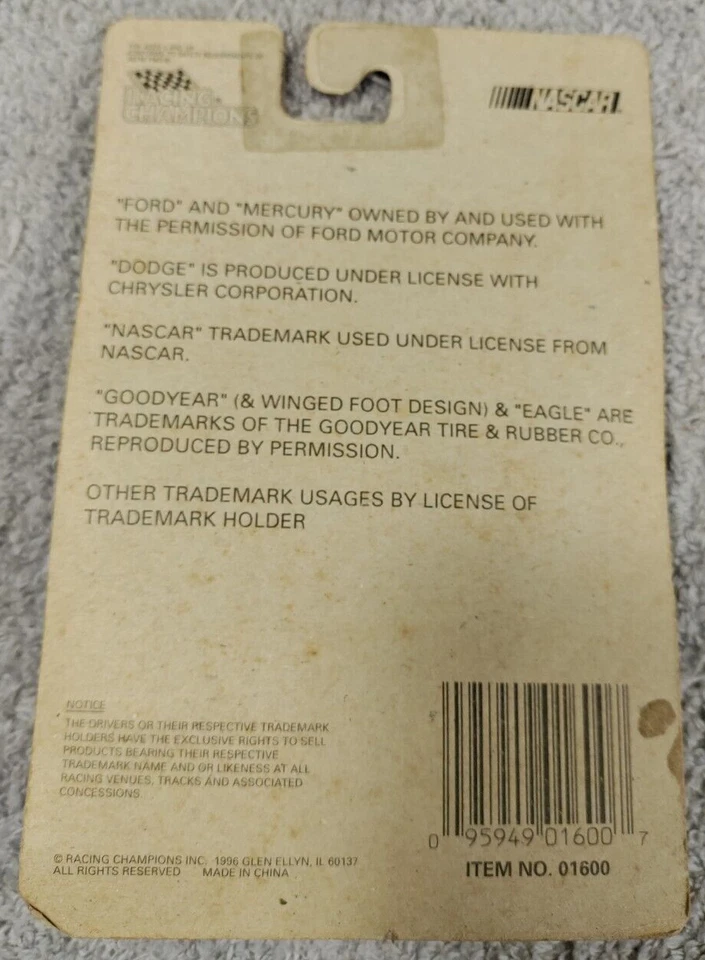 RACING
CHAMPIONS
NASCAR
"FORD" AND "MERCURY" OWNED BY AND USED WITH
THE PERMISSION OF FORD MOTOR COMPANY.
"DODGE" IS PRODUCED UNDER LICENSE WITH
CHRYSLER CORPORATION.
"NASCAR" TRADEMARK USED UNDER LICENSE FROM
NASCAR.
"GOODYEAR" (& WINGED FOOT DESIGN) & "EAGLE" ARE
TRADEMARKS OF THE GOODYEAR TIRE & RUBBER CO.,
REPRODUCED BY PERMISSION.
OTHER TRADEMARK USAGES BY LICENSE OF
TRADEMARK HOLDER
NOTICE
THE DRIVERS OR THEIR RESPECTIVE TRADEMARK
HOLDERS HAVE THE EXCLUSIVE RIGHTS TO SELL
PRODUCTS BEARING THEIR RESPECTIVE
TRADEMARK NAME AND OR LIKENESS AT ALL
RACING VENUES, TRACKS AND ASSOCIATED
CONCESSIONS
© RACING CHAMPIONS INC. 1996 GLEN ELLYN, IL 60137
ALL RIGHTS RESERVED MADE IN CHINA
0 95949 01600 7
ITEM NO. 01600